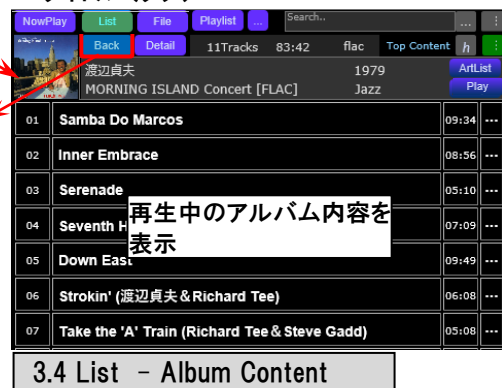 NowPlay List File Playlist ... Search.. ... ⋮
Back Detail 11Tracks 83:42 flac Top Content h ⋮
渡辺貞夫 1979 ArtList
MORNING ISLAND Concert [FLAC] Jazz Play
01 Samba Do Marcos 09:34 ---
02 Inner Embrace 08:56 ---
03 Serenade 05:10 ---
04 Seventh H 07:09 ---
05 Down East 09:49 ---
再生中のアルバム内容を
表示
06 Strokin' (渡辺貞夫&Richard Tee) 06:08 ---
07 Take the 'A' Train (Richard Tee&Steve Gadd) 05:08 ---
3.4 List – Album Content